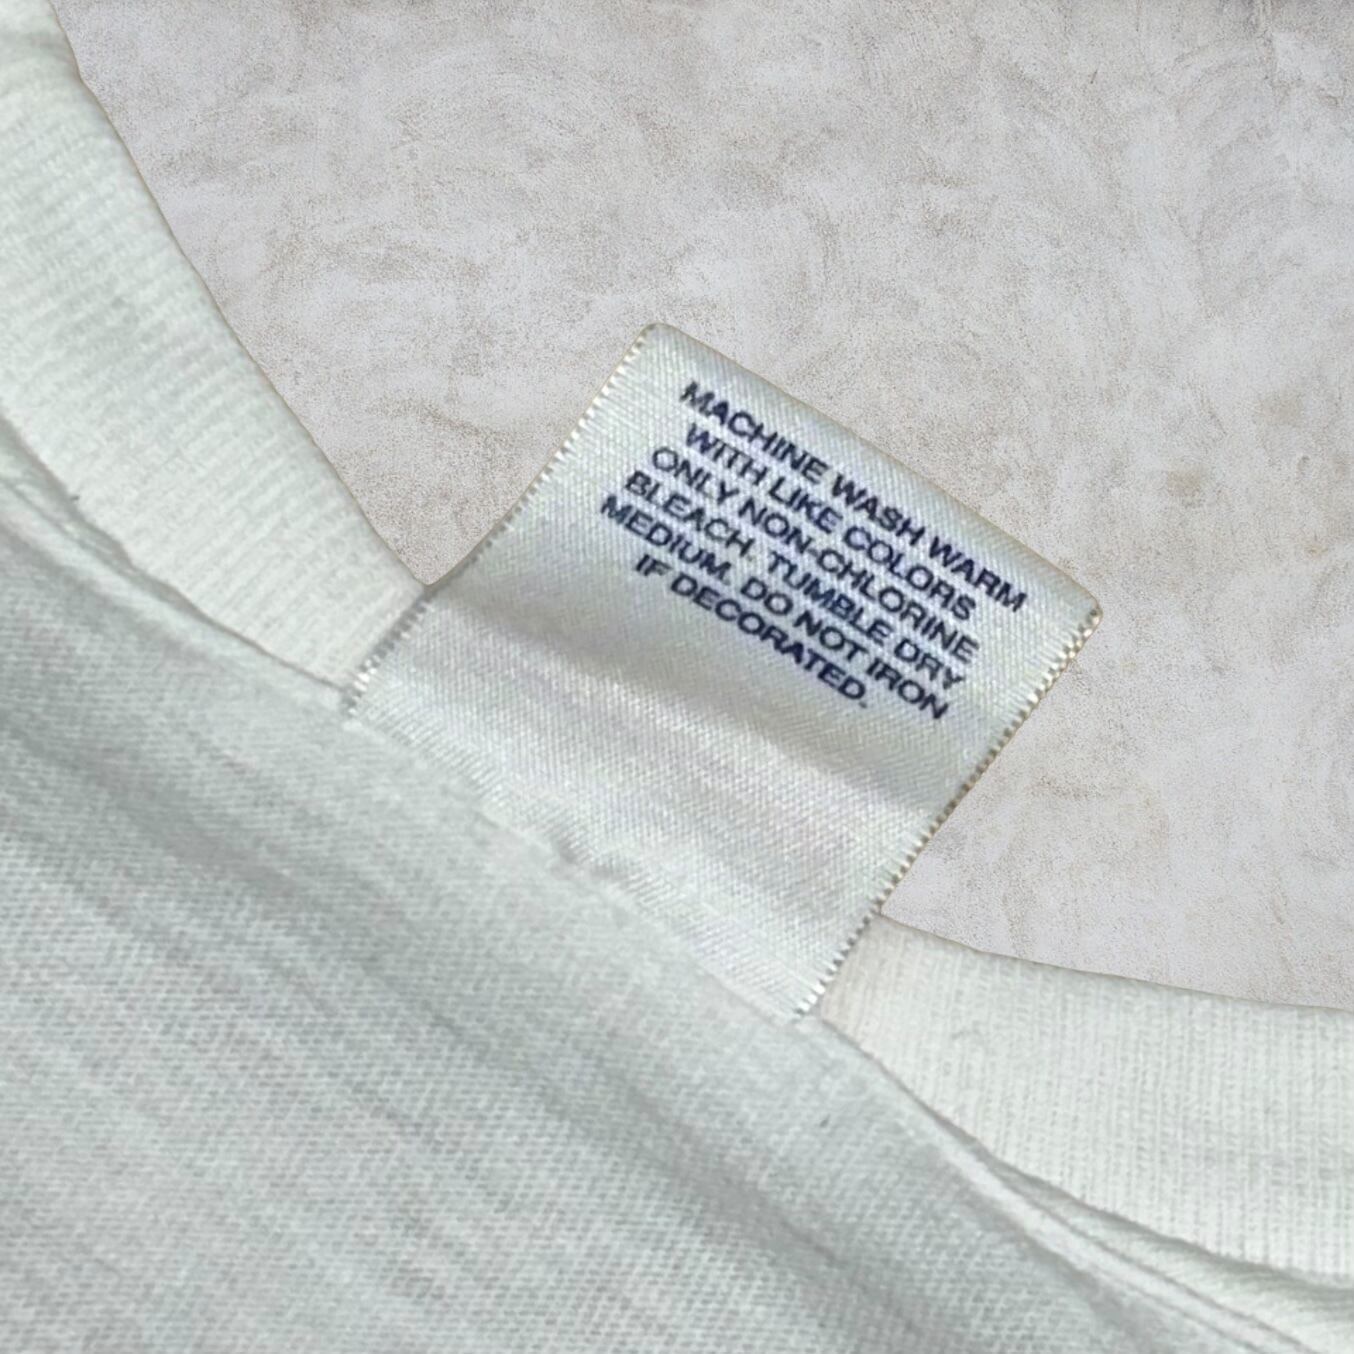 MACHINE WASH WARM
WITH LIKE COLORS
ONLY NON-CHLORINE
BLEACH. TUMBLE DRY
MEDIUM. DO NOT IRON
IF DECORATED.